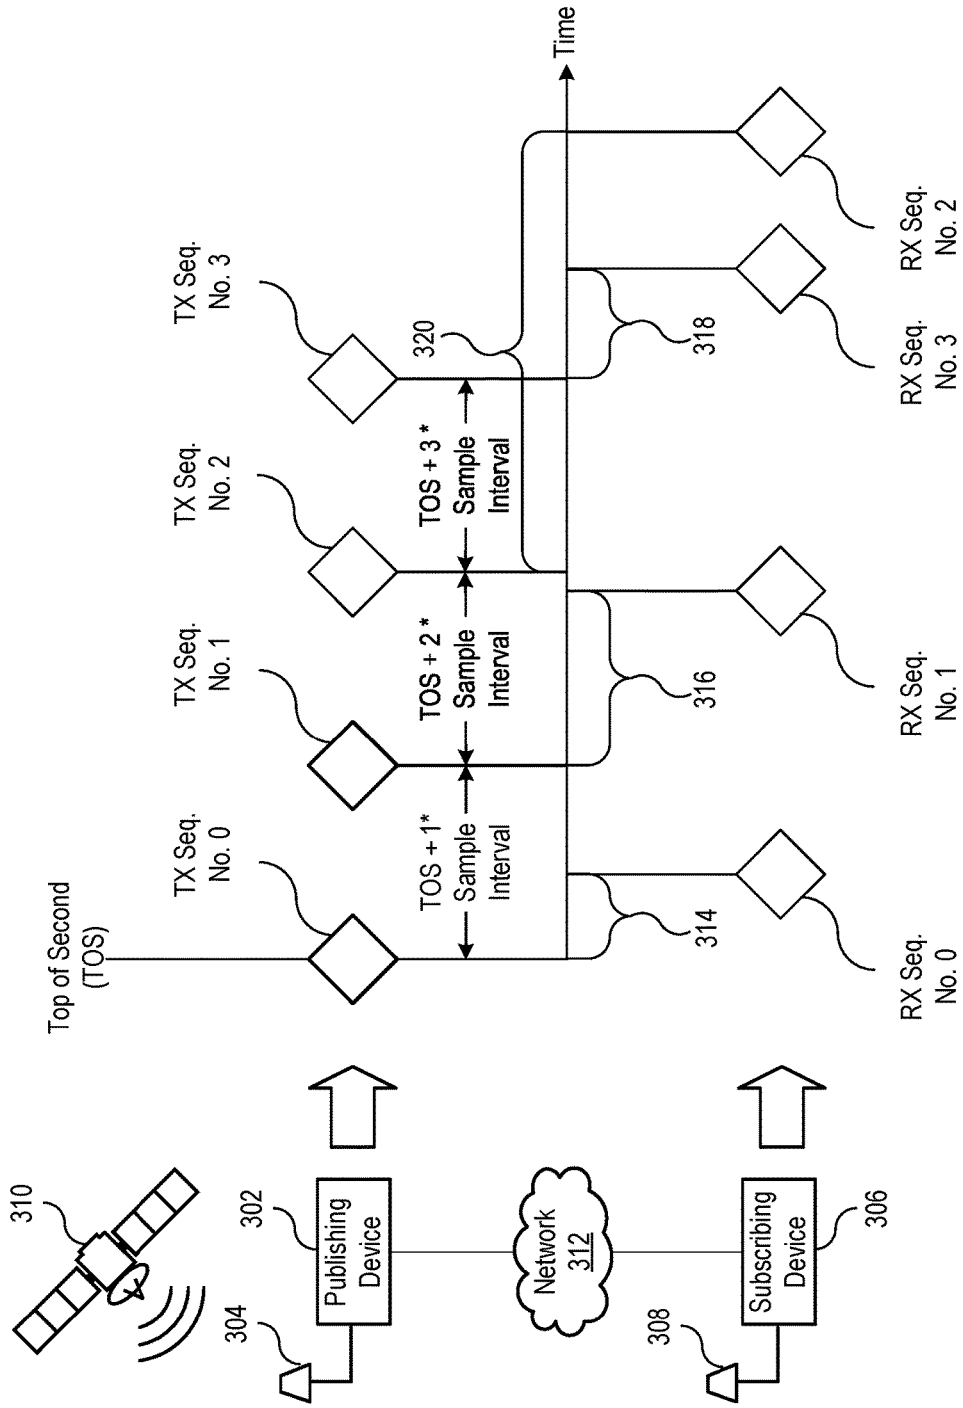 310
304
302
Publishing
Device
Network
312
308
Subscribing
Device
306
Top of Second
(TOS)
TX Seq.
No. 0
TX Seq.
No. 1
TX Seq.
No. 2
TX Seq.
No. 3
TOS + 1*
Sample
Interval
TOS + 2*
Sample
Interval
TOS + 3*
Sample
Interval
320
Time
314
316
318
RX Seq.
No. 0
RX Seq.
No. 1
RX Seq.
No. 3
RX Seq.
No. 2